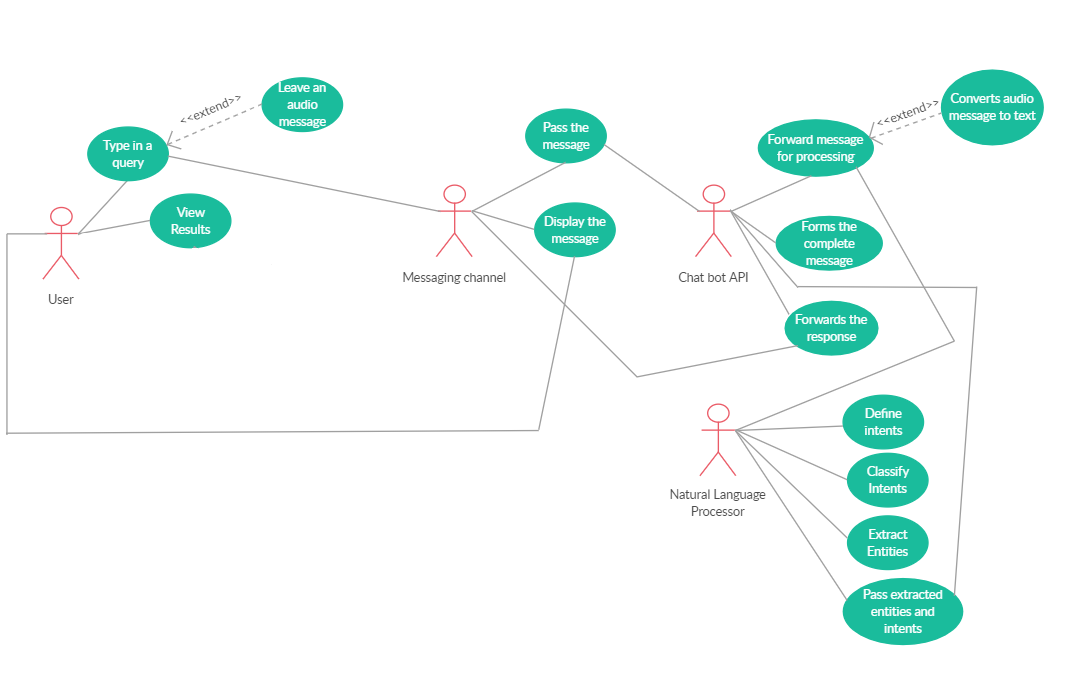 <<extend>>
Leave an
audio
message
Type in a
query
View
Results
User
Pass the
message
Display the
message
Messaging channel
<<extend>>
Converts audio
message to text
Forward message
for processing
Forms the
complete
message
Chat bot API
Forwards the
response
Natural Language
Processor
Define
intents
Classify
Intents
Extract
Entities
Pass extracted
entities and
intents